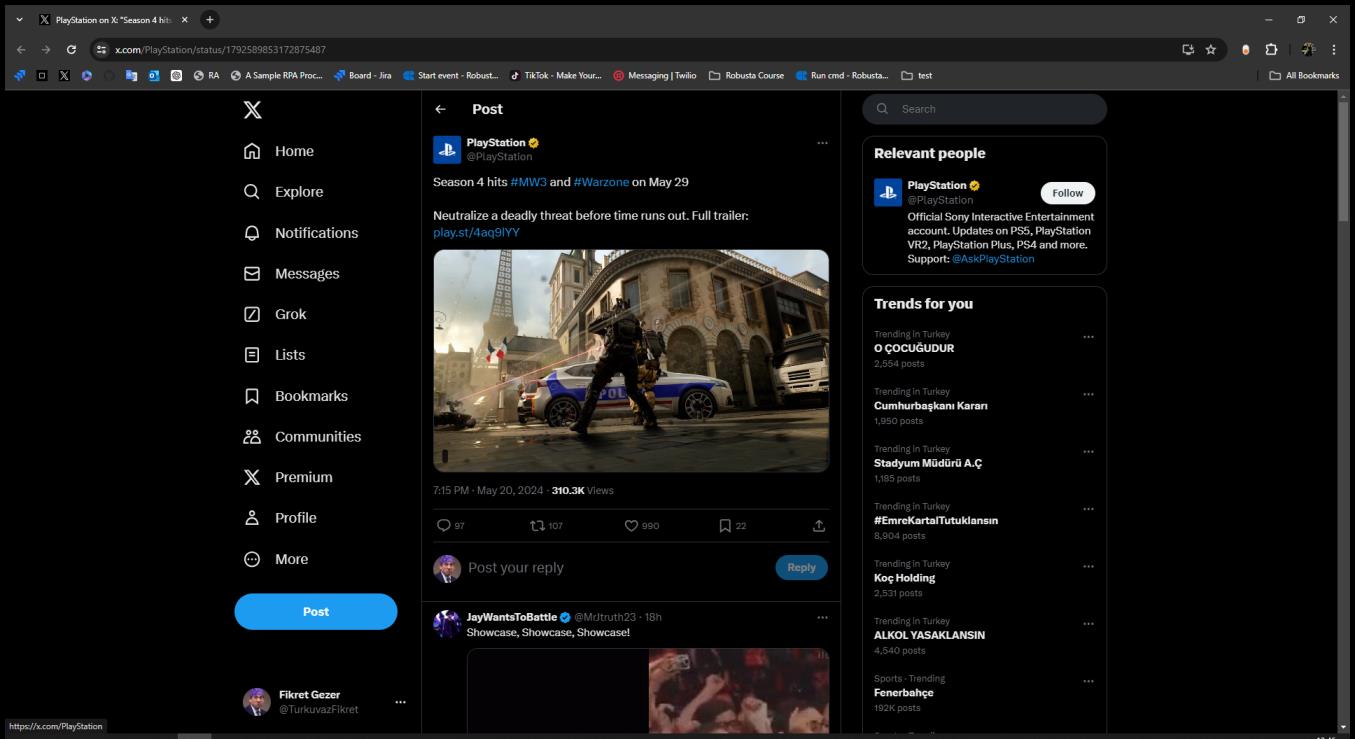 PlayStation on X: "Season 4 hits
x.com/PlayStation/status/1792589853172875487
RA
A Sample RPA Proc...
Board - Jira
Start event - Robust...
TikTok - Make Your...
Messaging | Twilio
Robusta Course
Run cmd - Robusta...
test
All Bookmarks
Home
Explore
Notifications
Messages
Grok
Lists
Bookmarks
Communities
Premium
Profile
More
Post
Fikret Gezer
@TurkuvazFikret
https://x.com/PlayStation
Post
PlayStation
@PlayStation
Season 4 hits #MW3 and #Warzone on May 29
Neutralize a deadly threat before time runs out. Full trailer:
play.st/4aq9lYY
POL
7:15 PM · May 20, 2024 · 310.3K Views
97
107
990
22
Post your reply
Reply
JayWantsToBattle @MrJtruth23 · 18h
Showcase, Showcase, Showcase!
Search
Relevant people
PlayStation
@PlayStation
Follow
Official Sony Interactive Entertainment
account. Updates on PS5, PlayStation
VR2, PlayStation Plus, PS4 and more.
Support: @AskPlayStation
Trends for you
Trending in Turkey
O ÇOCUĞUDUR
2,554 posts
Trending in Turkey
Cumhurbaşkanı Kararı
1,950 posts
Trending in Turkey
Stadyum Müdürü A.Ç
1,185 posts
Trending in Turkey
#EmreKartalTutuklansın
8,904 posts
Trending in Turkey
Koç Holding
2,531 posts
Trending in Turkey
ALKOL YASAKLANSIN
4,540 posts
Sports · Trending
Fenerbahçe
192K posts